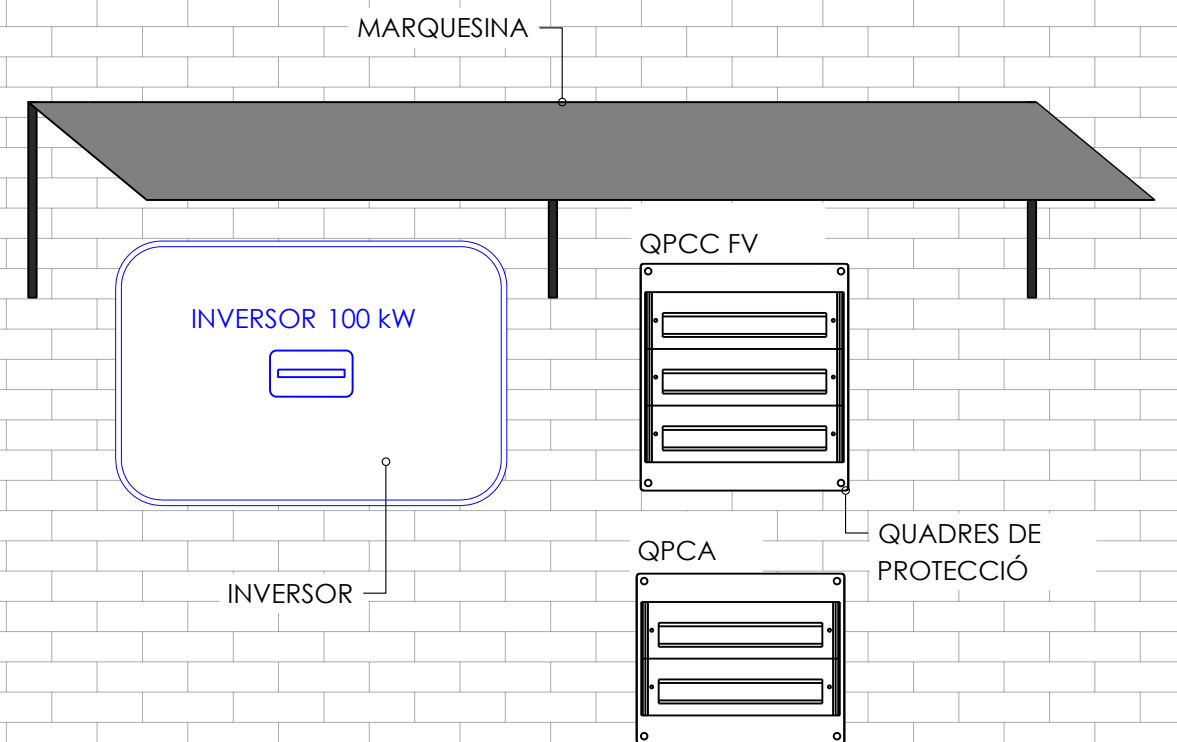 MARQUESINA
QPCC FV
INVERSOR 100 kW
QUADRES DE
PROTECCIÓ
QPCA
INVERSOR